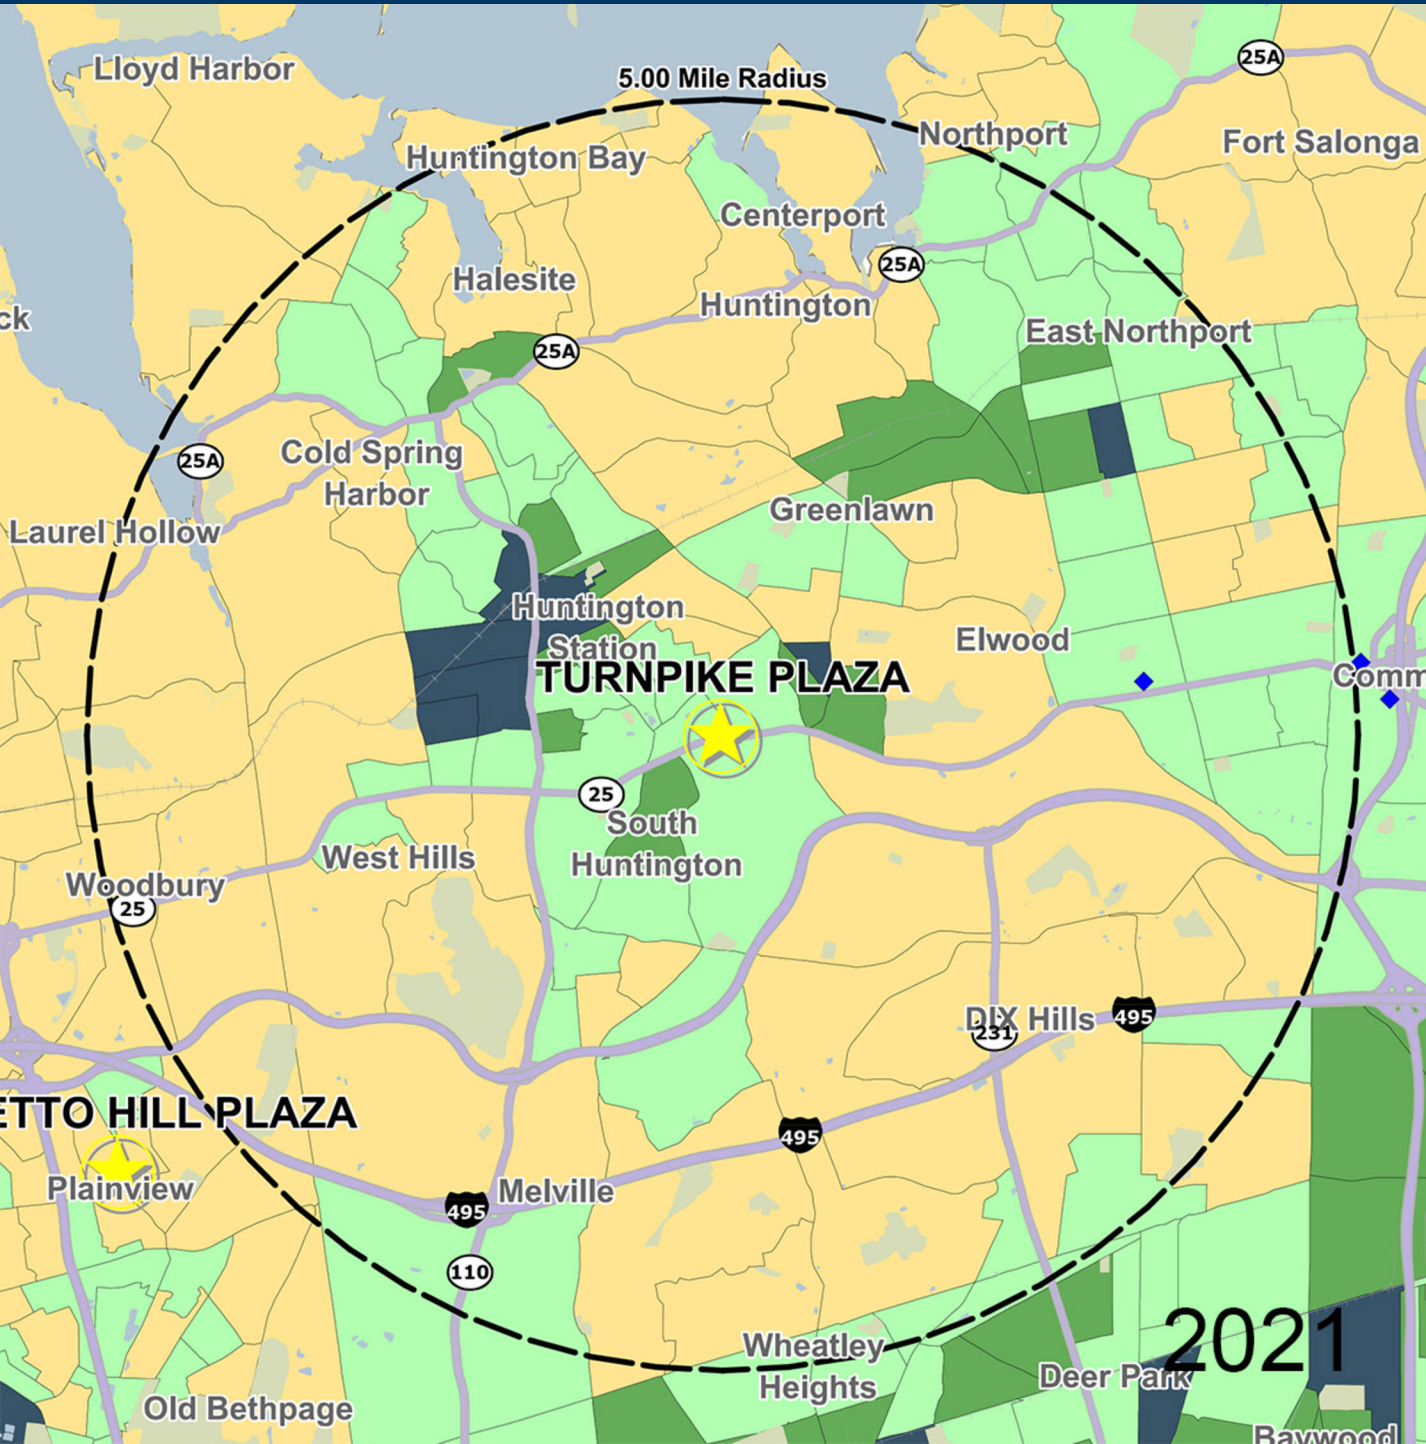 Lloyd Harbor
25A
5.00 Mile Radius
Northport
Fort Salonga
Huntington Bay
Centerport
25A
Halesite
Huntington
ck
East Northport
25A
Cold Spring
Harbor
25A
Greenlawn
Laurel Hollow
Huntington
Station
Elwood
TURNPIKE PLAZA
Comm
25
South
Huntington
West Hills
Woodbury
25
DIX Hills
231
495
ETTO HILL PLAZA
495
Plainview
Melville
495
110
2021
Wheatley
Heights
Deer Park
Old Bethpage
Baywood